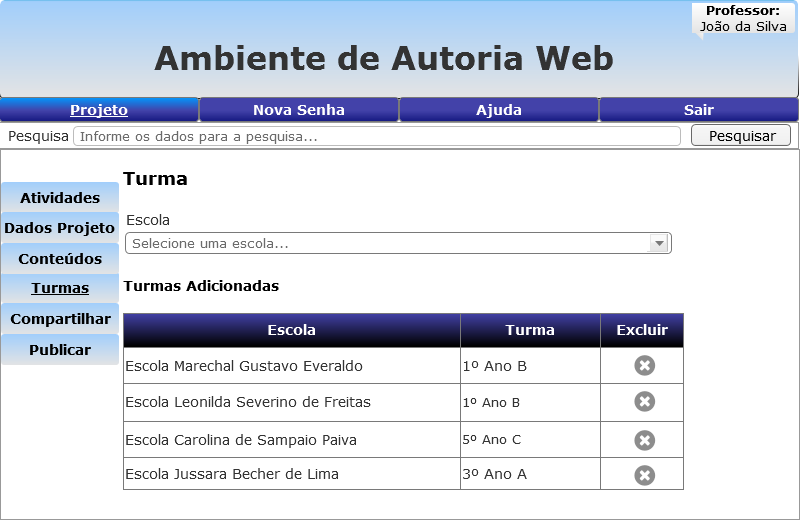 Professor:
João da Silva
Ambiente de Autoria Web
Projeto Nova Senha Ajuda Sair
Pesquisa Informe os dados para a pesquisa... Pesquisar
Atividades
Dados Projeto
Conteúdos
Turmas
Compartilhar
Publicar
Turma
Escola
Selecione uma escola...
Turmas Adicionadas
Escola Turma Excluir
Escola Marechal Gustavo Everaldo 1º Ano B
Escola Leonilda Severino de Freitas 1º Ano B
Escola Carolina de Sampaio Paiva 5º Ano C
Escola Jussara Becher de Lima 3º Ano A